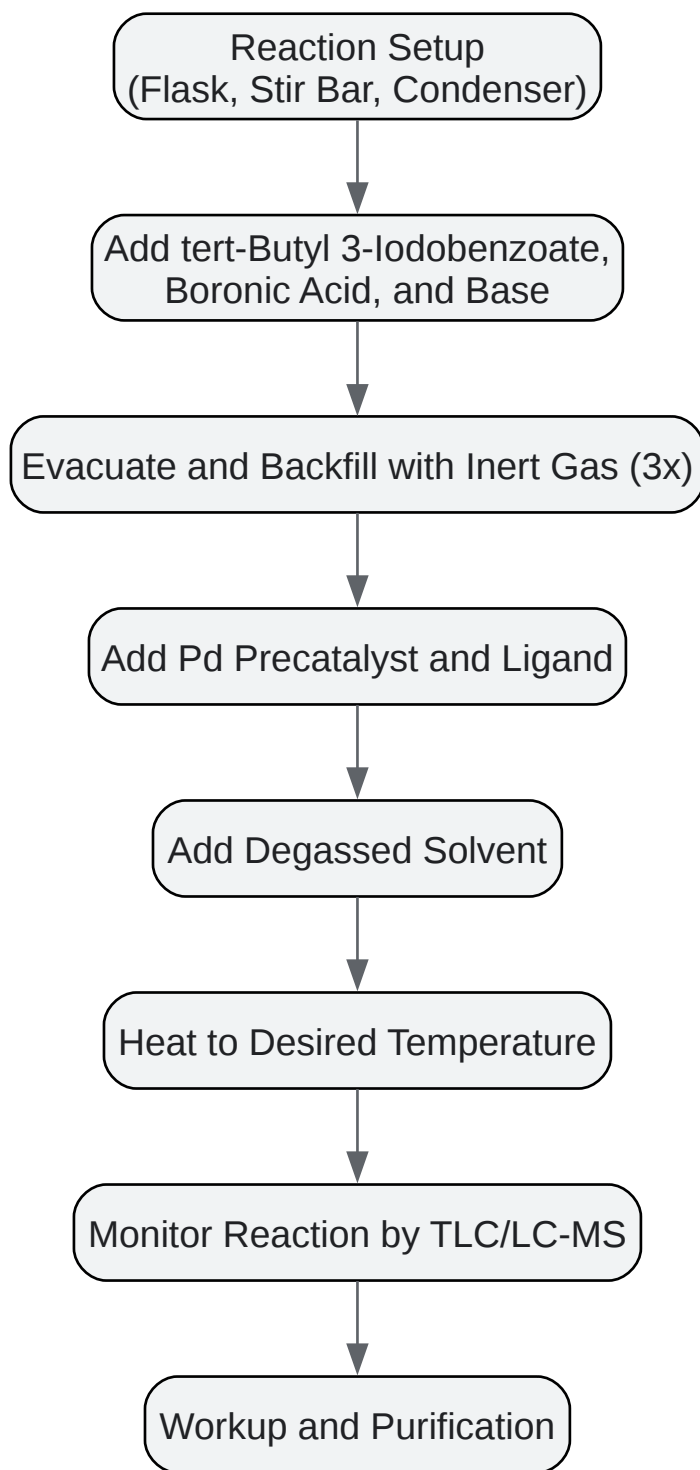 Reaction Setup
(Flask, Stir Bar, Condenser)
Add tert-Butyl 3-Iodobenzoate,
Boronic Acid, and Base
Evacuate and Backfill with Inert Gas (3x)
Add Pd Precatalyst and Ligand
Add Degassed Solvent
Heat to Desired Temperature
Monitor Reaction by TLC/LC-MS
Workup and Purification